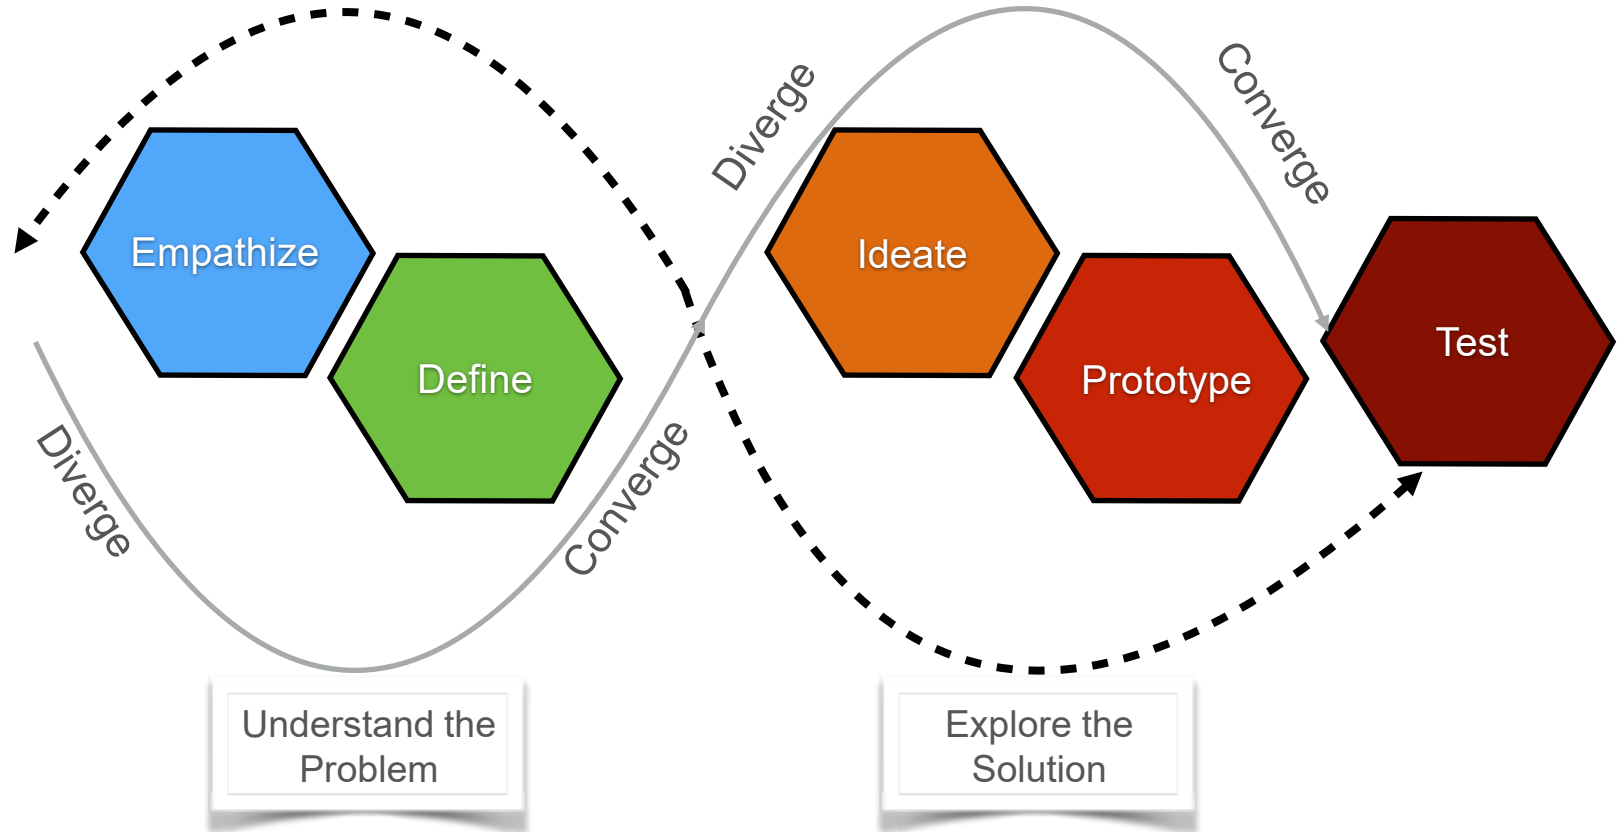 Empathize
Define
Diverge
Converge
Diverge
Converge
Ideate
Prototype
Test
Understand the
Problem
Explore the
Solution